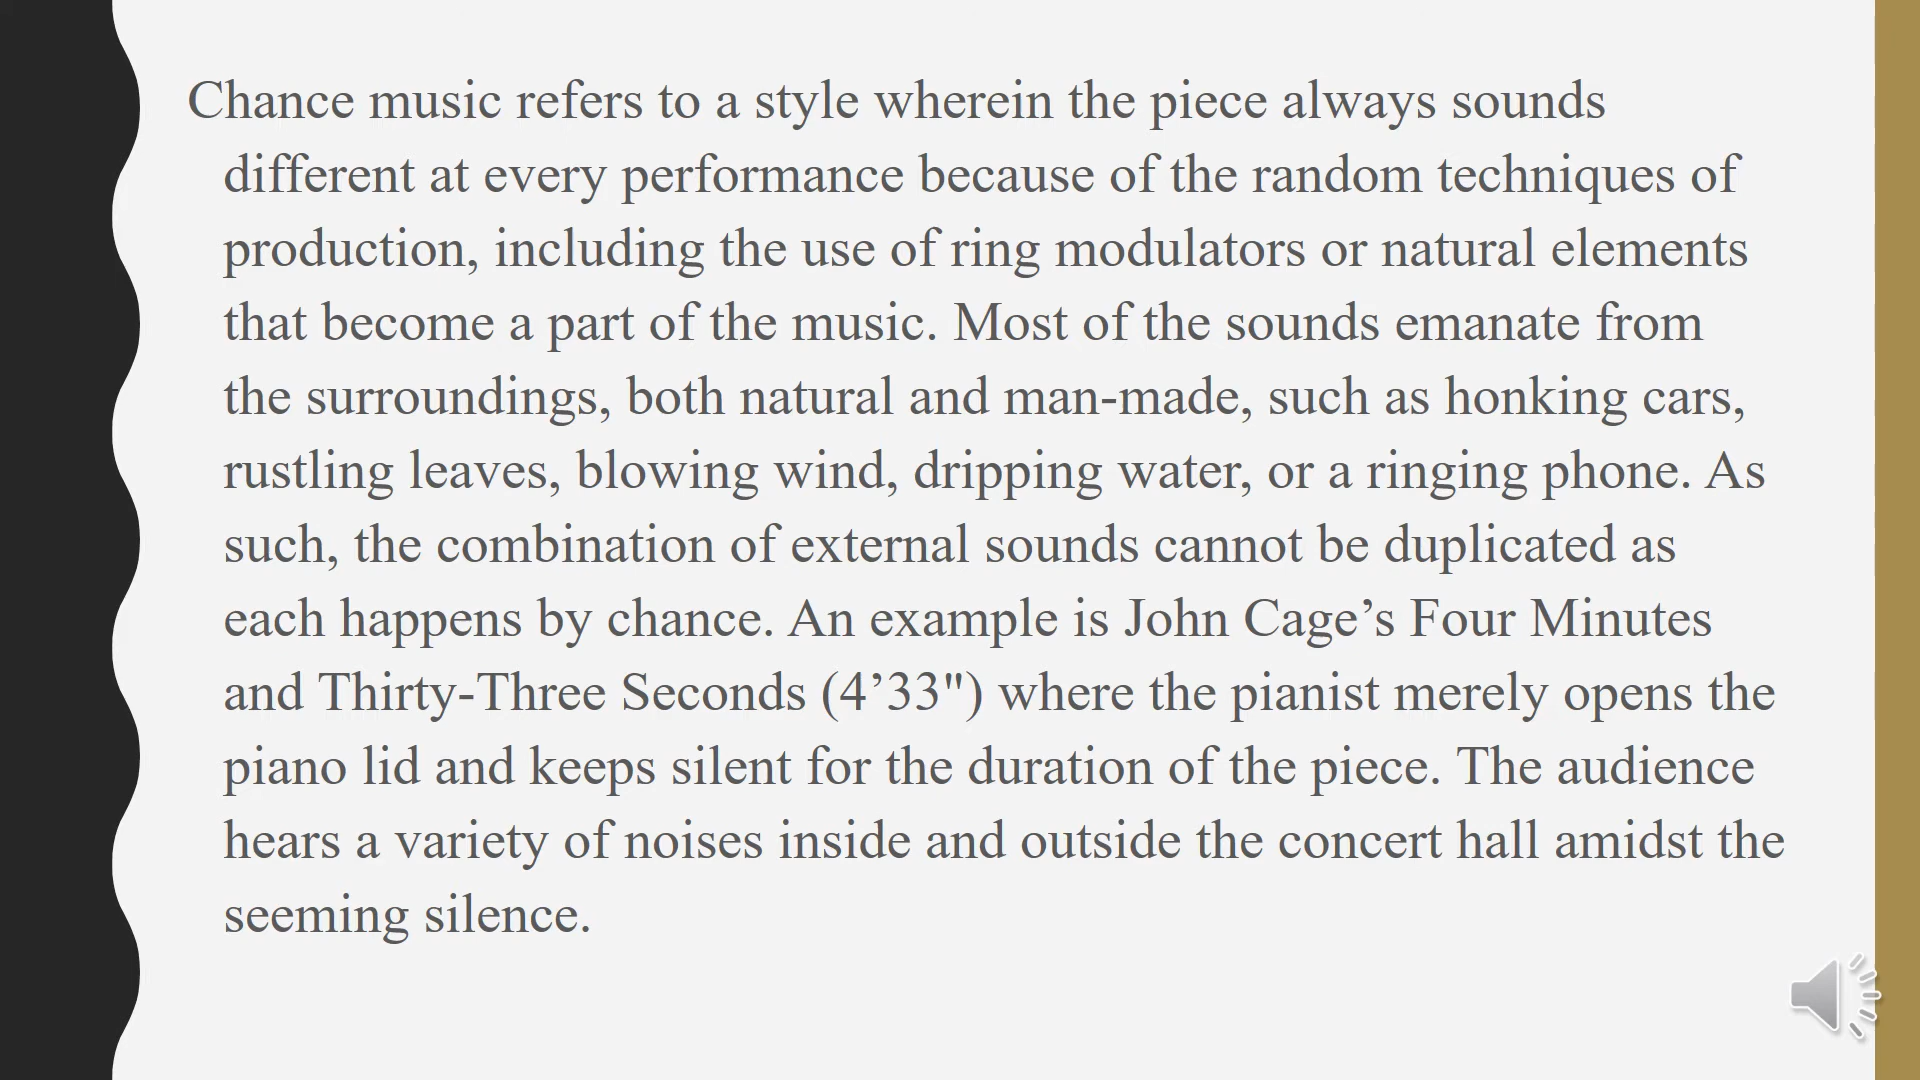 Chance music refers to a style wherein the piece always sounds
different at every performance because of the random techniques of
production, including the use of ring modulators or natural elements
that become a part of the music. Most of the sounds emanate from
the surroundings, both natural and man-made, such as honking cars,
rustling leaves, blowing wind, dripping water, or a ringing phone. As
such, the combination of external sounds cannot be duplicated as
each happens by chance. An example is John Cage’s Four Minutes
and Thirty-Three Seconds (4’33") where the pianist merely opens the
piano lid and keeps silent for the duration of the piece. The audience
hears a variety of noises inside and outside the concert hall amidst the
seeming silence.